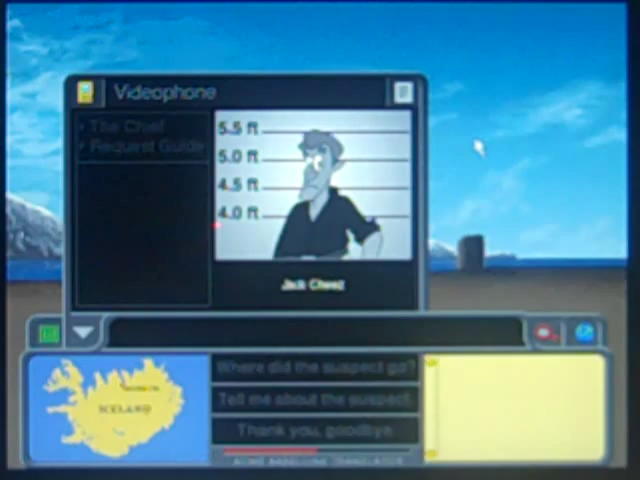 Videophone
The Chief
Request Guide
5.5 ft
5.0 ft
4.5 ft
4.0 ft
Jack Cheez
Where did the suspect go?
Tell me about the suspect.
Thank you, goodbye.
ICELAND